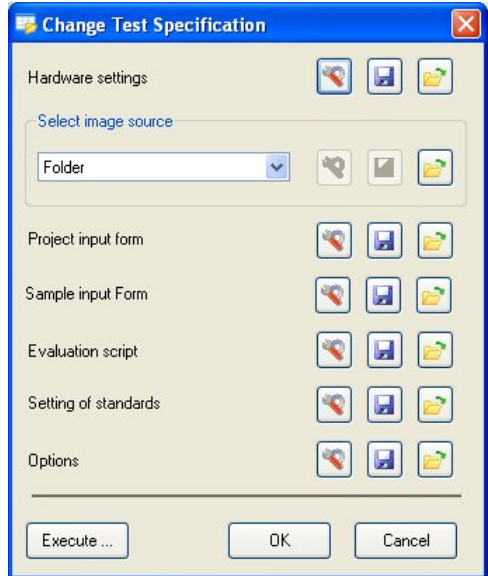 Change Test Specification
Hardware settings
Select image source
Folder
Project input form
Sample input Form
Evaluation script
Setting of standards
Options
Execute ...
OK
Cancel